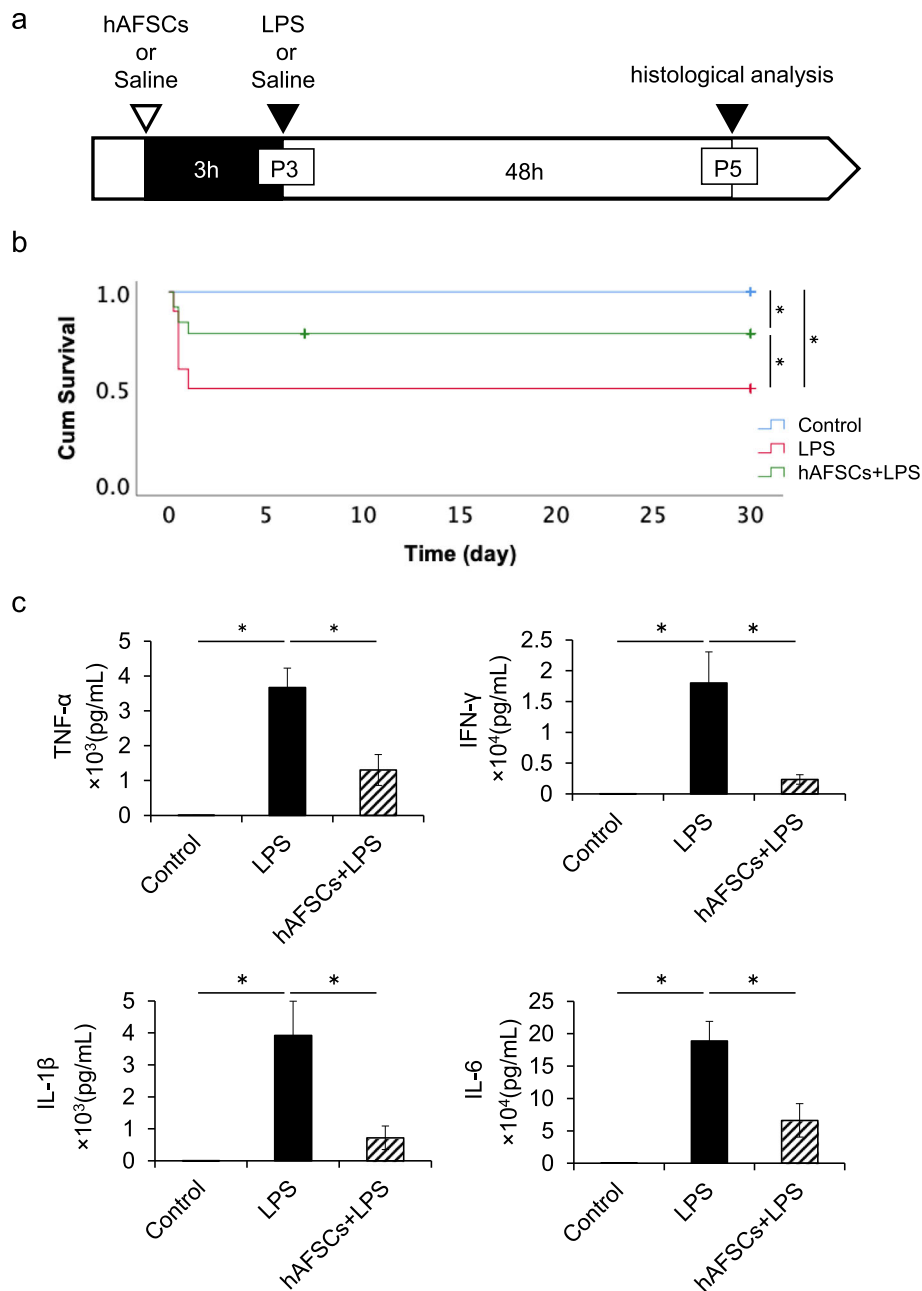 a
hAFSCs
or
Saline
LPS
or
Saline
histological analysis
3h
P3
48h
P5
b
Cum Survival
1.0
0.5
0.0
0
5
10
15
20
25
30
Time (day)
*
*
*
Control
LPS
hAFSCs+LPS
c
TNF-α
×10³(pg/mL)
5
4
3
2
1
0
*
*
Control
LPS
hAFSCs+LPS
IFN-γ
×10⁴(pg/mL)
2.5
2
1.5
1
0.5
0
*
*
Control
LPS
hAFSCs+LPS
IL-1β
×10³(pg/mL)
5
4
3
2
1
0
*
*
Control
LPS
hAFSCs+LPS
IL-6
×10⁴(pg/mL)
25
20
15
10
5
0
*
*
Control
LPS
hAFSCs+LPS